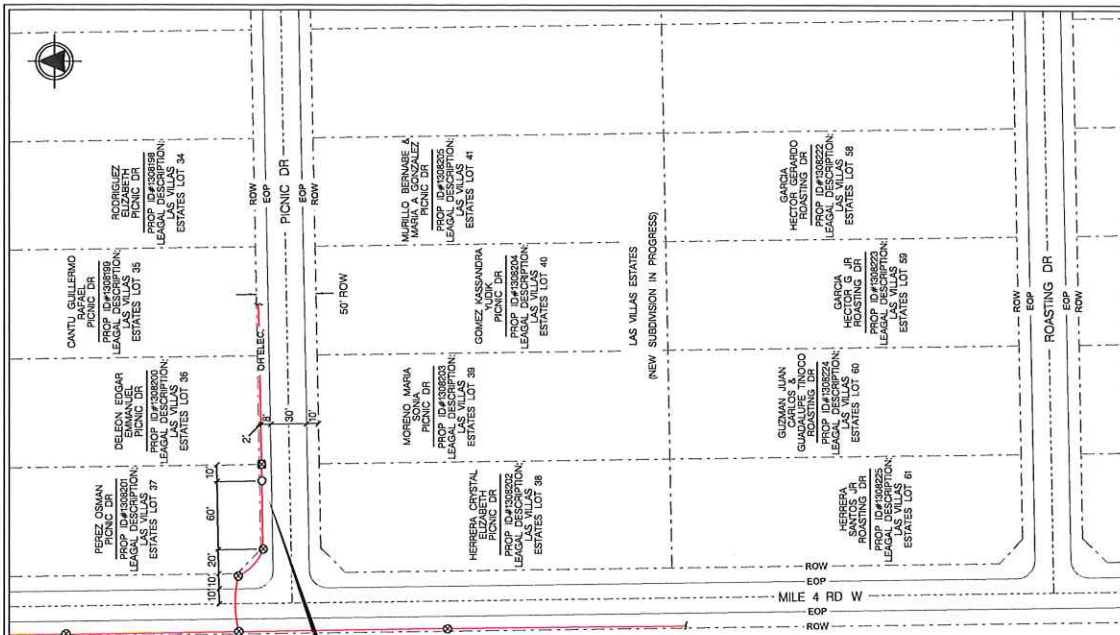 RODRIGUEZ
ELIZABETH
PICNIC DR
PROP ID#1308198
LEAGAL DESCRIPTION:
LAS VILLAS
ESTATES LOT 34
CANTU GUILLERMO
RAFAEL
PICNIC DR
PROP ID#1308199
LEAGAL DESCRIPTION:
LAS VILLAS
ESTATES LOT 35
DELEON EDGAR
EMMANUEL
PICNIC DR
PROP ID#1308200
LEAGAL DESCRIPTION:
LAS VILLAS
ESTATES LOT 36
PEREZ OSMAN
PICNIC DR
PROP ID#1308201
LEAGAL DESCRIPTION:
LAS VILLAS
ESTATES LOT 37
ROW
EOP
PICNIC DR
EOP
ROW
50' ROW
OH ELEC.
2'
8'
30'
10'
10'
60'
20'
10'
10'
MURILLO BERNABE &
MARIA A GONZALEZ
PICNIC DR
PROP ID#1308205
LEAGAL DESCRIPTION:
LAS VILLAS
ESTATES LOT 41
GOMEZ KASSANDRA
YUDIK
PICNIC DR
PROP ID#1308204
LEAGAL DESCRIPTION:
LAS VILLAS
ESTATES LOT 40
MORENO MARIA
SONIA
PICNIC DR
PROP ID#1308203
LEAGAL DESCRIPTION:
LAS VILLAS
ESTATES LOT 39
HERRERA CRYSTAL
ELIZABETH
PICNIC DR
PROP ID#1308202
LEAGAL DESCRIPTION:
LAS VILLAS
ESTATES LOT 38
LAS VILLAS ESTATES
(NEW SUBDIVISION IN PROGRESS)
GARCIA
HECTOR GERARDO
ROASTING DR
PROP ID#1308222
LEAGAL DESCRIPTION:
LAS VILLAS
ESTATES LOT 58
GARCIA
HECTOR G JR
ROASTING DR
PROP ID#1308223
LEAGAL DESCRIPTION:
LAS VILLAS
ESTATES LOT 59
GUZMAN JUAN
CARLOS &
GUADALUPE TINOCO
ROASTING DR
PROP ID#1308224
LEAGAL DESCRIPTION:
LAS VILLAS
ESTATES LOT 60
HERRERA
SANTOS JR
ROASTING DR
PROP ID#1308225
LEAGAL DESCRIPTION:
LAS VILLAS
ESTATES LOT 61
ROW
EOP
ROASTING DR
EOP
ROW
ROW
EOP
MILE 4 RD W
EOP
ROW